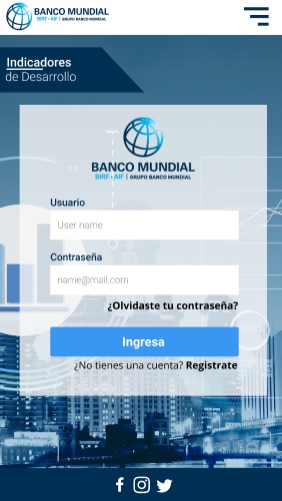 BANCO MUNDIAL
BIRF • AIF | GRUPO BANCO MUNDIAL
Indicadores
de Desarrollo
BANCO MUNDIAL
BIRF • AIF | GRUPO BANCO MUNDIAL
Usuario
User name
Contraseña
name@mail.com
¿Olvidaste tu contraseña?
Ingresa
¿No tienes una cuenta? Registrate